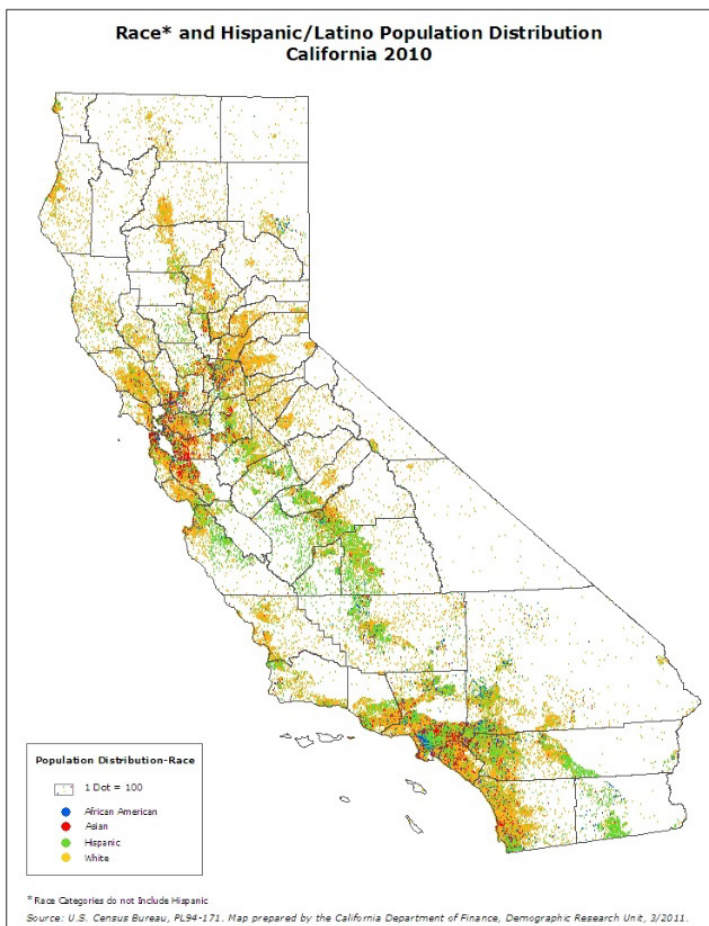 Race* and Hispanic/Latino Population Distribution
California 2010
Population Distribution-Race
1 Dot = 100
African American
Asian
Hispanic
White
* Race Categories do not Include Hispanic
Source: U.S. Census Bureau, PL94-171. Map prepared by the California Department of Finance, Demographic Research Unit, 3/2011.